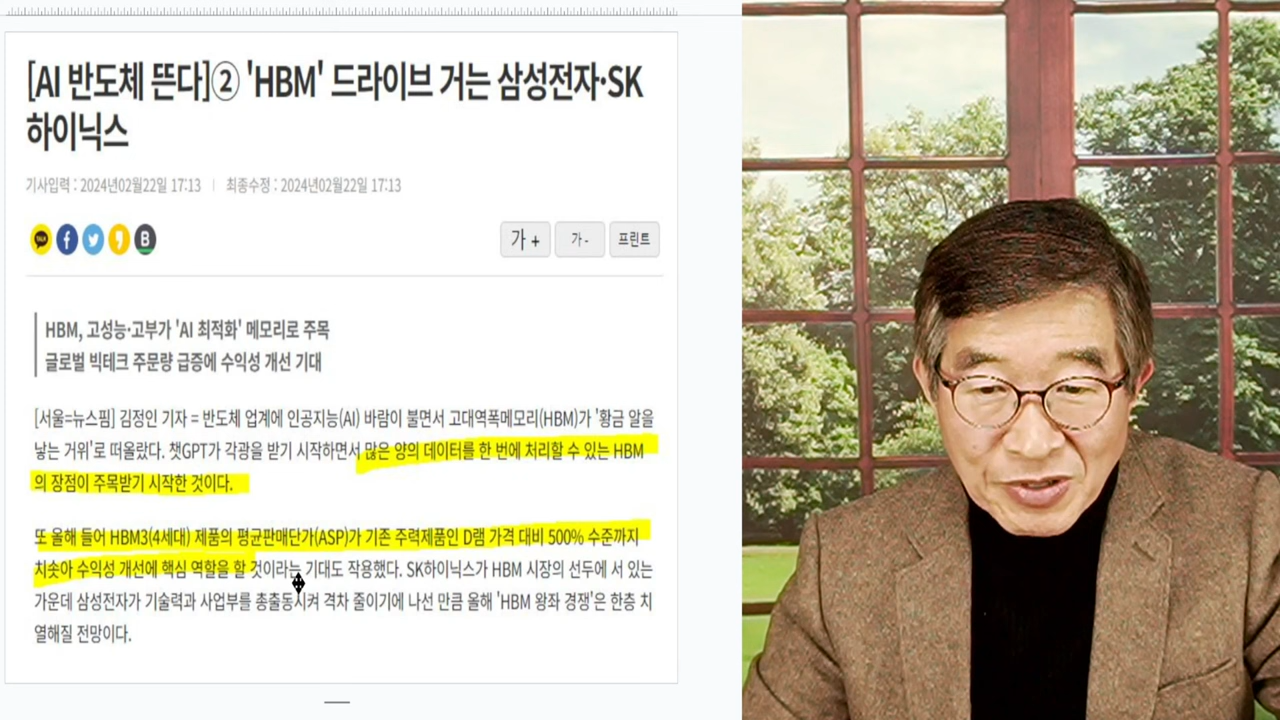 [AI 반도체 뜬다]② 'HBM' 드라이브 거는 삼성전자·SK
하이닉스
기사입력 : 2024년02월22일 17:13 | 최종수정 : 2024년02월22일 17:13
TALK f B
가 + 가 - 프린트
HBM, 고성능·고부가 'AI 최적화' 메모리로 주목
글로벌 빅테크 주문량 급증에 수익성 개선 기대
[서울=뉴스핌] 김정인 기자 = 반도체 업계에 인공지능(AI) 바람이 불면서 고대역폭메모리(HBM)가 '황금 알을
낳는 거위'로 떠올랐다. 챗GPT가 각광을 받기 시작하면서 많은 양의 데이터를 한 번에 처리할 수 있는 HBM
의 장점이 주목받기 시작한 것이다.
또 올해 들어 HBM3(4세대) 제품의 평균판매단가(ASP)가 기존 주력제품인 D램 가격 대비 500% 수준까지
치솟아 수익성 개선에 핵심 역할을 할 것이라는 기대도 작용했다. SK하이닉스가 HBM 시장의 선두에 서 있는
가운데 삼성전자가 기술력과 사업부를 총출동시켜 격차 줄이기에 나선 만큼 올해 'HBM 왕좌 경쟁'은 한층 치
열해질 전망이다.